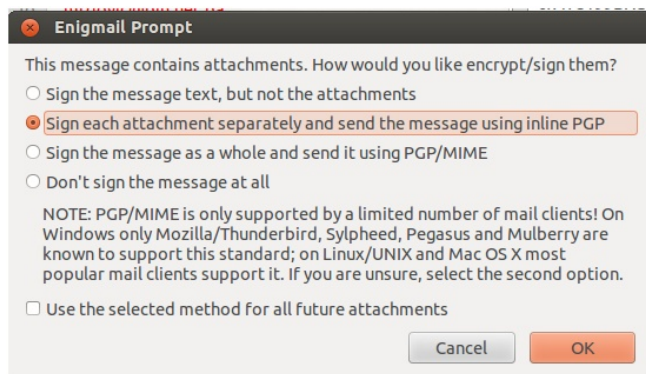 Enigmail Prompt
This message contains attachments. How would you like encrypt/sign them?
Sign the message text, but not the attachments
Sign each attachment separately and send the message using inline PGP
Sign the message as a whole and send it using PGP/MIME
Don't sign the message at all
NOTE: PGP/MIME is only supported by a limited number of mail clients! On
Windows only Mozilla/Thunderbird, Sylpheed, Pegasus and Mulberry are
known to support this standard; on Linux/UNIX and Mac OS X most
popular mail clients support it. If you are unsure, select the second option.
Use the selected method for all future attachments
Cancel OK